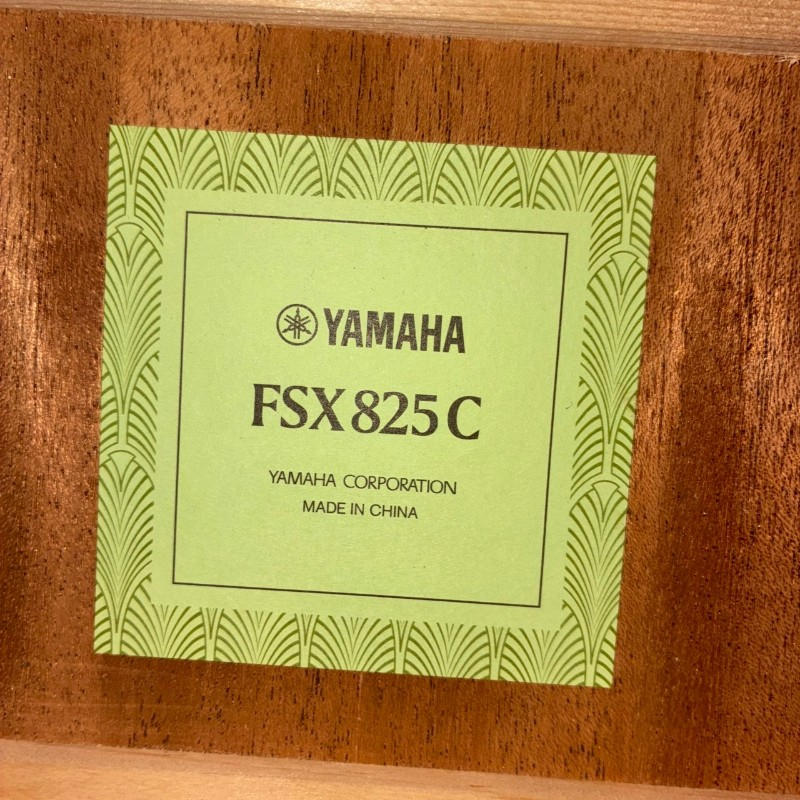 YAMAHA
FSX825C
YAMAHA CORPORATION
MADE IN CHINA